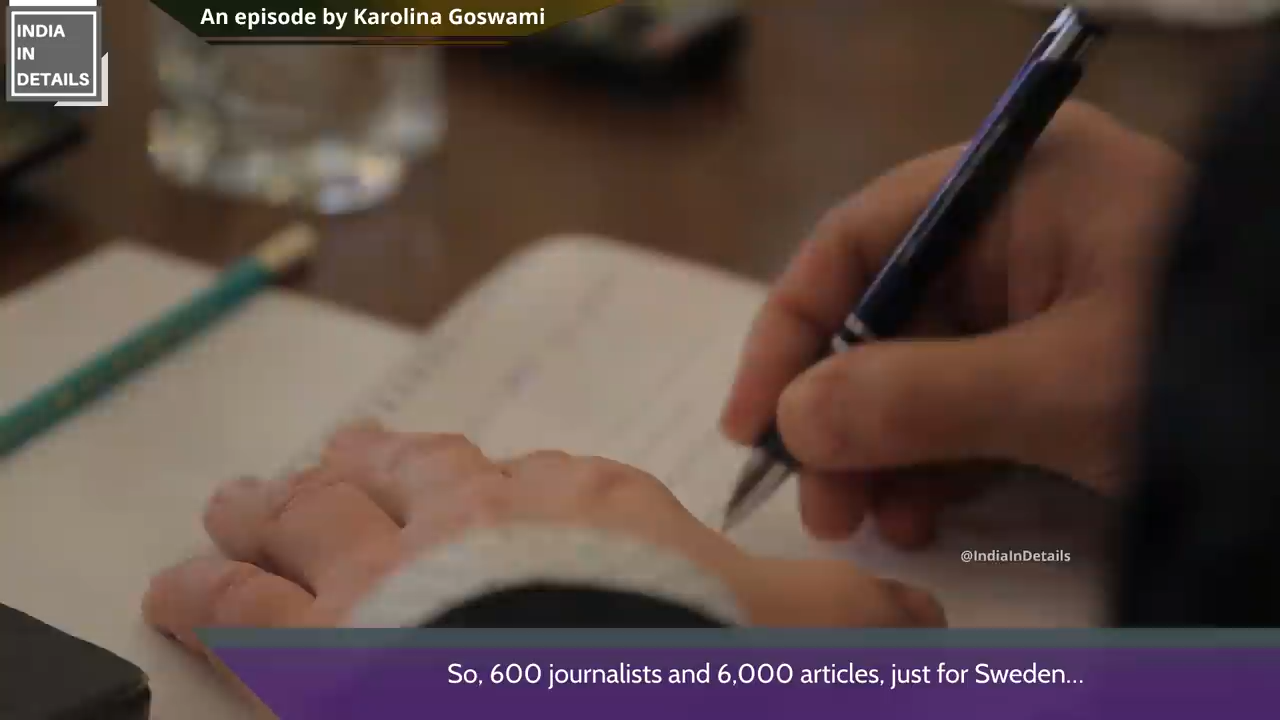 An episode by Karolina Goswami
INDIA
IN
DETAILS
@IndiaInDetails
So, 600 journalists and 6,000 articles, just for Sweden...